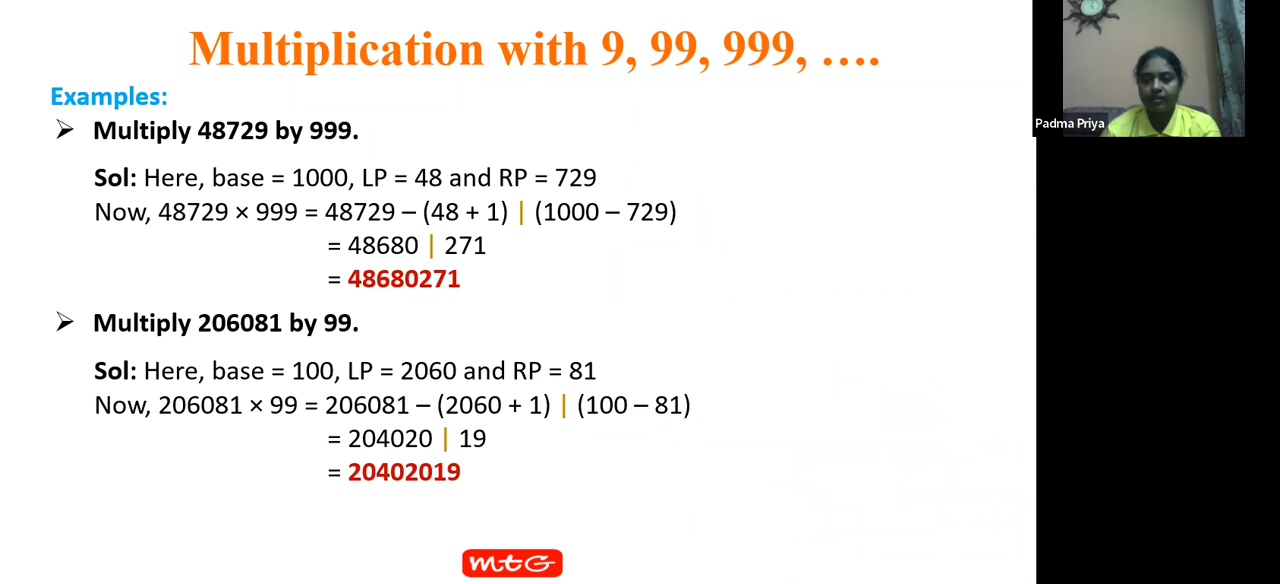 Multiplication with 9, 99, 999, ….
Examples:
➢ Multiply 48729 by 999.
Sol: Here, base = 1000, LP = 48 and RP = 729
Now, 48729 × 999 = 48729 – (48 + 1) | (1000 – 729)
= 48680 | 271
= 48680271
➢ Multiply 206081 by 99.
Sol: Here, base = 100, LP = 2060 and RP = 81
Now, 206081 × 99 = 206081 – (2060 + 1) | (100 – 81)
= 204020 | 19
= 20402019
mtG
Padma Priya